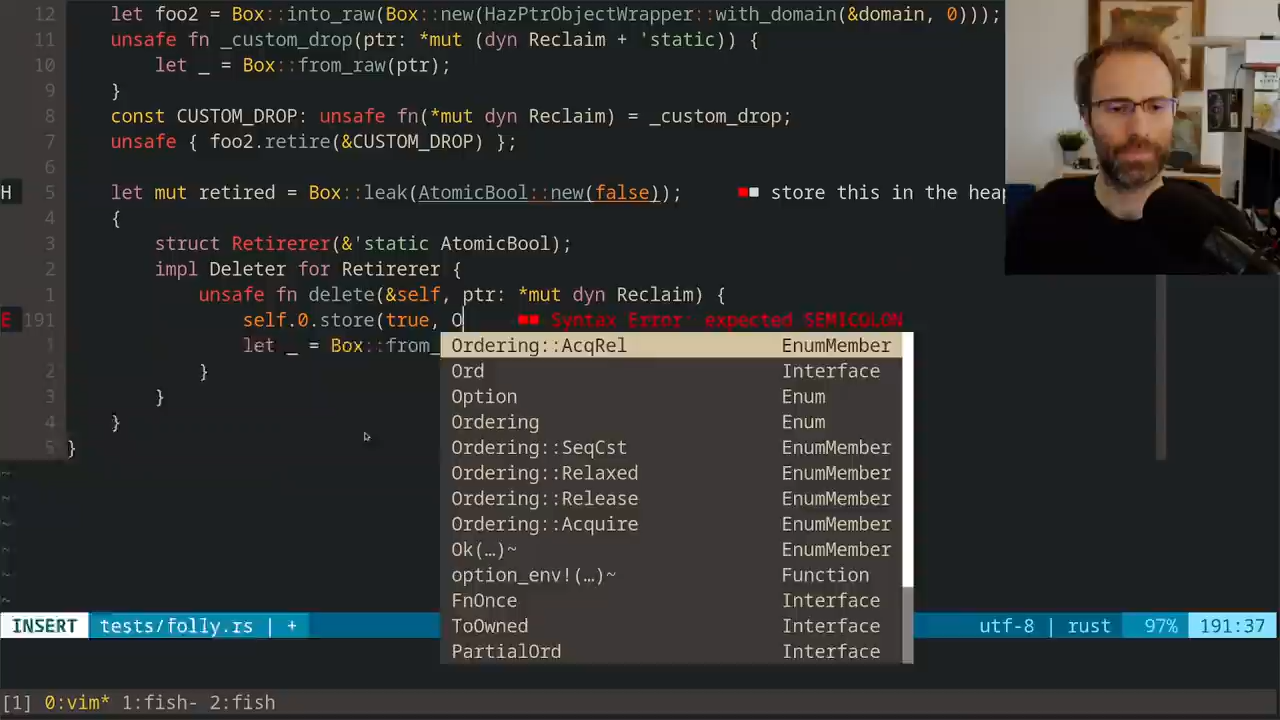 12 let foo2 = Box::into_raw(Box::new(HazPtrObjectWrapper::with_domain(&domain, 0)));
11 unsafe fn _custom_drop(ptr: *mut (dyn Reclaim + 'static)) {
10 let _ = Box::from_raw(ptr);
9 }
8 const CUSTOM_DROP: unsafe fn(*mut dyn Reclaim) = _custom_drop;
7 unsafe { foo2.retire(&CUSTOM_DROP) };
6
H 5 let mut retired = Box::leak(AtomicBool::new(false)); store this in the heap
4 {
3 struct Retirerer(&'static AtomicBool);
2 impl Deleter for Retirerer {
1 unsafe fn delete(&self, ptr: *mut dyn Reclaim) {
E 191 self.0.store(true, O Syntax Error: expected SEMICOLON
1 let _ = Box::from_
2 }
3 }
4 }
5 }
Ordering::AcqRel EnumMember
Ord Interface
Option Enum
Ordering Enum
Ordering::SeqCst EnumMember
Ordering::Relaxed EnumMember
Ordering::Release EnumMember
Ordering::Acquire EnumMember
Ok(…)~ EnumMember
option_env!(…)~ Function
FnOnce Interface
ToOwned Interface
PartialOrd Interface
~
~
~
~
~
~
INSERT tests/folly.rs | + utf-8 | rust 97% 191:37
[1] 0:vim* 1:fish- 2:fish